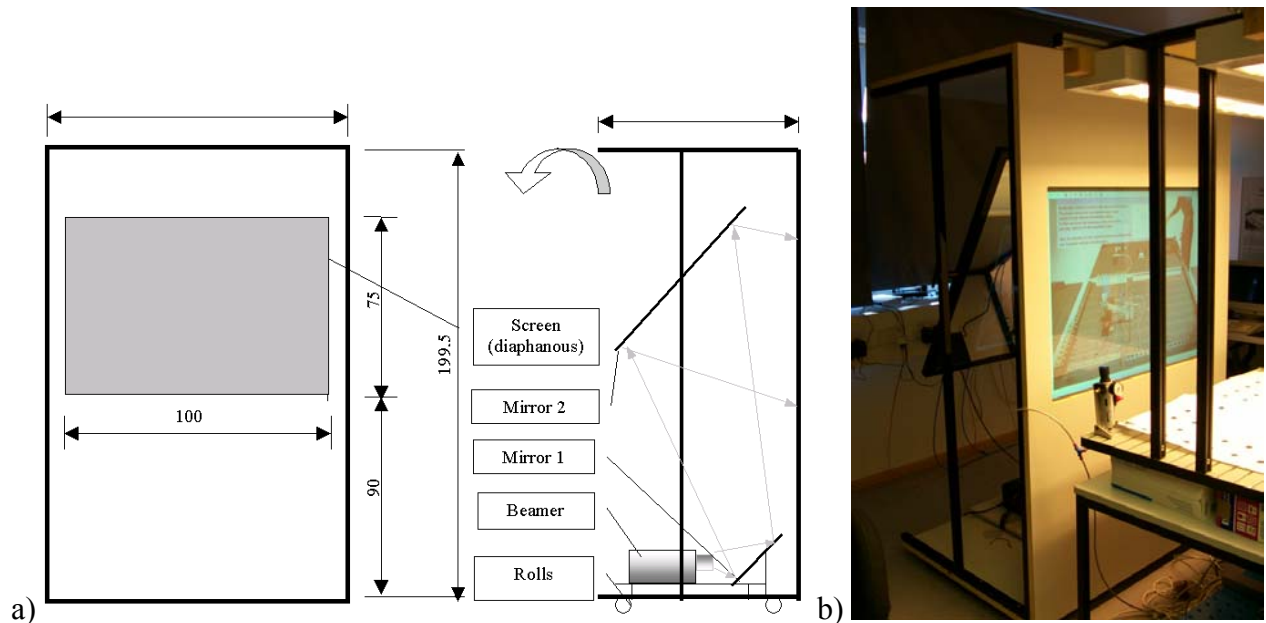 75
Screen
(diaphanous)
199.5
Mirror 2
100
Mirror 1
90
Beamer
Rolls
a)
b)